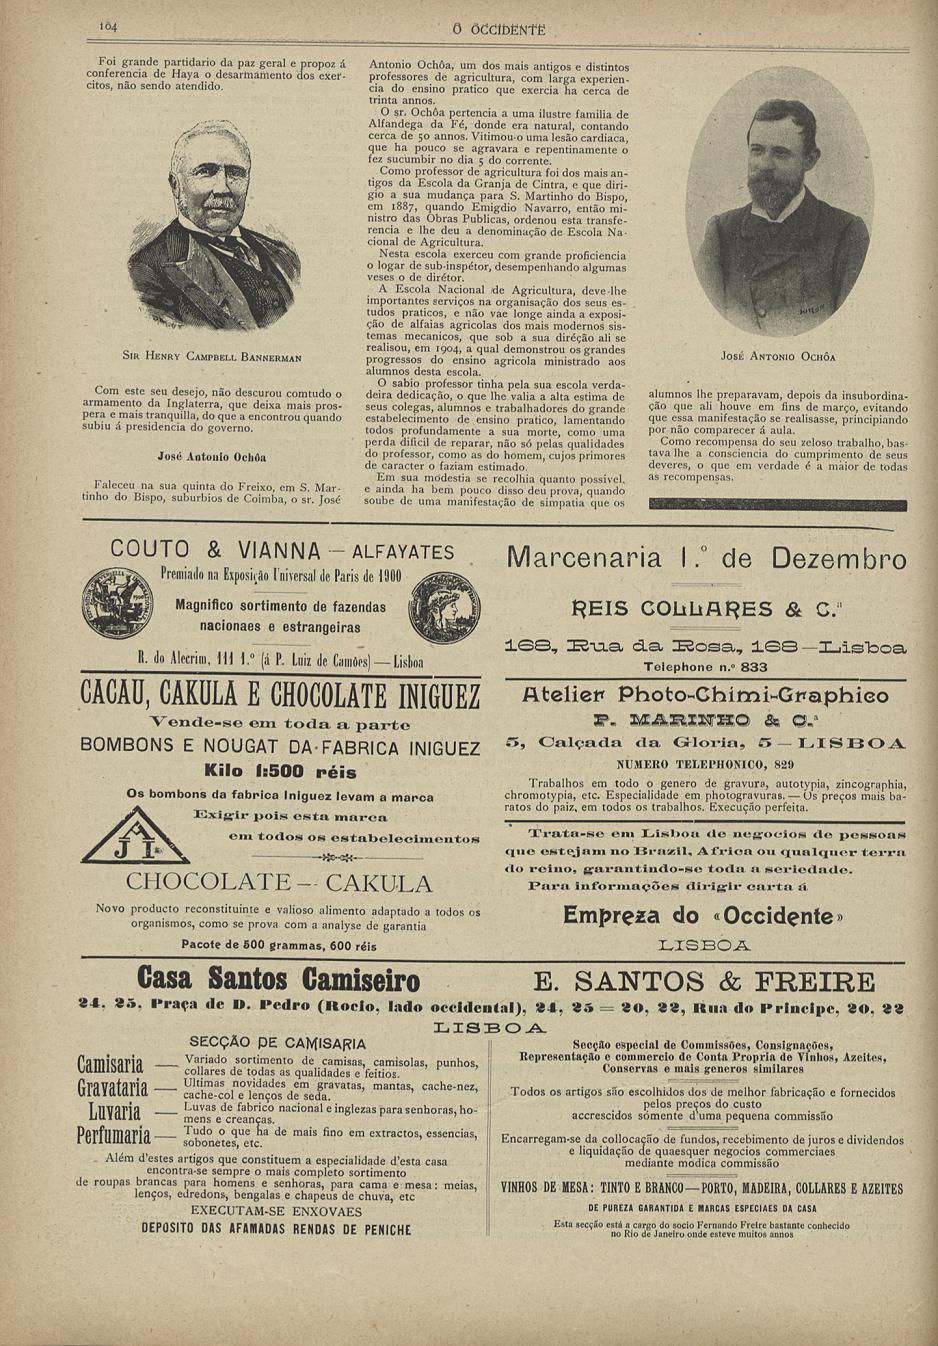 104
O OCCIDENTE
Foi grande partidario da paz geral e propoz á
conferencia de Haya o desarmamento dos exer-
citos, não sendo atendido.
SIR HENRY CAMPBELL BANNERMAN
Com este seu desejo, não descurou comtudo o
armamento da Inglaterra, que deixa mais pros-
pera e mais tranquilla, do que a encontrou quando
subiu á presidencia do governo.
José Antonio Ochôa
Faleceu na sua quinta do Freixo, em S. Mar-
tinho do Bispo, suburbios de Coimba, o sr. José
Antonio Ochôa, um dos mais antigos e distintos
professores de agricultura, com larga experien-
cia do ensino pratico que exercia ha cerca de
trinta annos.
O sr. Ochôa pertencia a uma ilustre familia de
Alfandega da Fé, donde era natural, contando
cerca de 50 annos. Vitimou-o uma lesão cardiaca,
que ha pouco se agravara e repentinamente o
fez sucumbir no dia 5 do corrente.
Como professor de agricultura foi dos mais an-
tigos da Escola da Granja de Cintra, e que diri-
gio a sua mudança para S. Martinho do Bispo,
em 1887, quando Emigdio Navarro, então mi-
nistro das Obras Publicas, ordenou esta transfe-
rencia e lhe deu a denominação de Escola Na-
cional de Agricultura.
Nesta escola exerceu com grande proficiencia
o logar de sub-inspétor, desempenhando algumas
veses o de dirétor.
A Escola Nacional de Agricultura, deve-lhe
importantes serviços na organisação dos seus es-
tudos praticos, e não vae longe ainda a exposi-
ção de alfaias agricolas dos mais modernos sis-
temas mecanicos, que sob a sua diréção ali se
realisou, em 1904, a qual demonstrou os grandes
progressos do ensino agricola ministrado aos
alumnos desta escola.
O sabio professor tinha pela sua escola verda-
deira dedicação, o que lhe valia a alta estima de
seus colegas, alumnos e trabalhadores do grande
estabelecimento de ensino pratico, lamentando
todos profundamente a sua morte, como uma
perda dificil de reparar, não só pelas qualidades
do professor, como as do homem, cujos primores
de caracter o faziam estimado.
Em sua modestia se recolhia quanto possivel,
e ainda ha bem pouco disso deu prova, quando
soube de uma manifestação de simpatia que os
JOSÉ ANTONIO OCHÔA
alumnos lhe preparavam, depois da insubordina-
ção que ali houve em fins de março, evitando
que essa manifestação se realisasse, principiando
por não comparecer á aula.
Como recompensa do seu zeloso trabalho, bas-
tava lhe a consciencia do cumprimento de seus
deveres, o que em verdade é a maior de todas
as recompensas.
COUTO & VIANNA — ALFAYATES
Premiado na Exposição Universal de Paris de 1900
Magnifico sortimento de fazendas
nacionaes e estrangeiras
R. do Alecrim, 111 1.º (á P. Luiz de Camões) — Lisboa
CACAU, CAKULA E CHOCOLATE INIGUEZ
Vende-se em toda a parte
BOMBONS E NOUGAT DA FABRICA INIGUEZ
Kilo 1:500 réis
Os bombons da fabrica Iniguez levam a marca
Exigir pois esta marca
em todos os estabelecimentos
CHOCOLATE — CAKULA
Novo producto reconstituinte e valioso alimento adaptado a todos os
organismos, como se prova com a analyse de garantia
Pacote de 500 grammas, 600 réis
Marcenaria 1.º de Dezembro
REIS COLLARES & C.ª
168, Rua da Rosa, 168—Lisboa
Telephone n.º 833
Atelier Photo-Chimi-Graphico
P. MARINHO & C.ª
5, Calçada da Gloria, 5 — LISBOA
NUMERO TELEPHONICO, 829
Trabalhos em todo o genero de gravura, autotypia, zincographia,
chromotypia, etc. Especialidade em photogravuras. — Os preços mais ba-
ratos do paiz, em todos os trabalhos. Execução perfeita.
Trata-se em Lisboa de negocios de pessoas
que estejam no Brazil, Africa ou qualquer terra
do reino, garantindo-se toda a seriedade.
Para informações dirigir carta á
Empreza do «Occidente»
LISBOA
Casa Santos Camiseiro
E. SANTOS & FREIRE
24, 25, Praça de D. Pedro (Rocio, lado occidental), 24, 25 = 20, 22, Rua do Principe, 20, 22
LISBOA
SECÇÃO DE CAMISARIA
Camisaria — Variado sortimento de camisas, camisolas, punhos,
collares de todas as qualidades e feitios.
Gravataria — Ultimas novidades em gravatas, mantas, cache-nez,
cache-col e lenços de seda.
Luvaria — Luvas de fabrico nacional e inglezas para senhoras, ho-
mens e creanças.
Perfumaria — Tudo o que ha de mais fino em extractos, essencias,
sobonetes, etc.
Além d'estes artigos que constituem a especialidade d'esta casa
encontra-se sempre o mais completo sortimento
de roupas brancas para homens e senhoras, para cama e mesa: meias,
lenços, edredons, bengalas e chapeus de chuva, etc
EXECUTAM-SE ENXOVAES
DEPOSITO DAS AFAMADAS RENDAS DE PENICHE
Secção especial de Commissões, Consignações,
Representação e commercio de Conta Propria de Vinhos, Azeites,
Conservas e mais generos similares
Todos os artigos são escolhidos dos de melhor fabricação e fornecidos
pelos preços do custo
accrescidos sómente d'uma pequena commissão
Encarregam-se da collocação de fundos, recebimento de juros e dividendos
e liquidação de quaesquer negocios commerciaes
mediante modica commissão
VINHOS DE MESA: TINTO E BRANCO—PORTO, MADEIRA, COLLARES E AZEITES
DE PUREZA GARANTIDA E MARCAS ESPECIAES DA CASA
Esta secção está a cargo do socio Fernando Freire bastante conhecido
no Rio de Janeiro onde esteve muitos annos